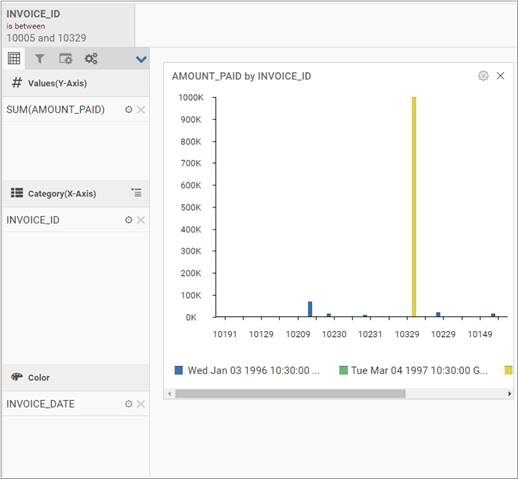 INVOICE_ID
is between
10005 and 10329
Values(Y-Axis)
SUM(AMOUNT_PAID)
Category(X-Axis)
INVOICE_ID
Color
INVOICE_DATE
AMOUNT_PAID by INVOICE_ID
1000K
900K
800K
700K
600K
500K
400K
300K
200K
100K
0K
10191 10129 10209 10230 10231 10329 10229 10149
Wed Jan 03 1996 10:30:00 ... Tue Mar 04 1997 10:30:00 G...